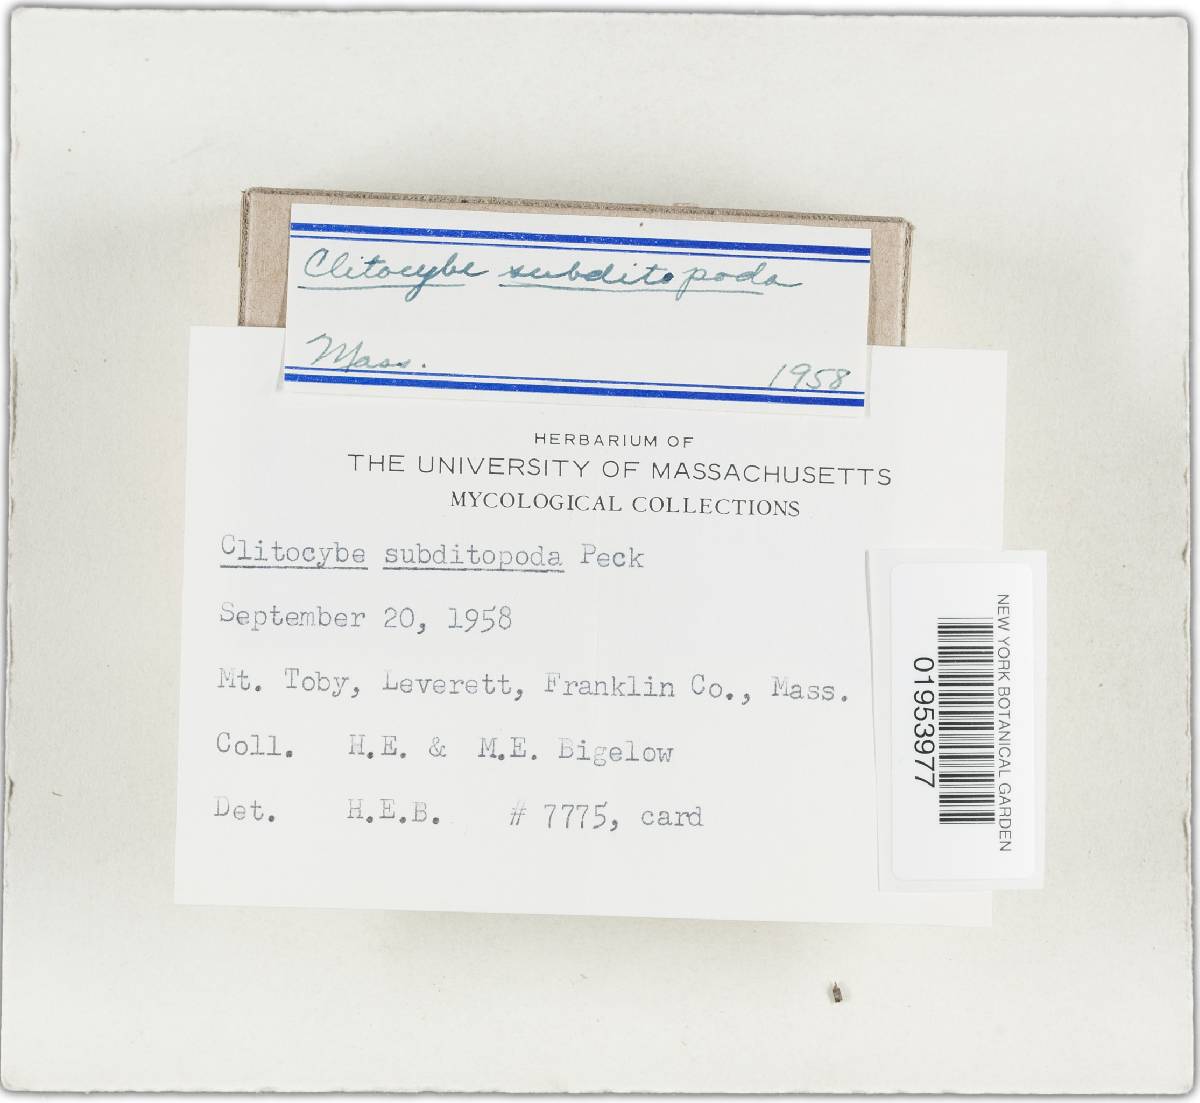 Clitocybe subditopoda
Mass. 1958
HERBARIUM OF
THE UNIVERSITY OF MASSACHUSETTS
MYCOLOGICAL COLLECTIONS
Clitocybe subditopoda Peck
September 20, 1958
Mt. Toby, Leverett, Franklin Co., Mass.
Coll. H.E. & M.E. Bigelow
Det. H.E.B. # 7775, card
NEW YORK BOTANICAL GARDEN
01953977